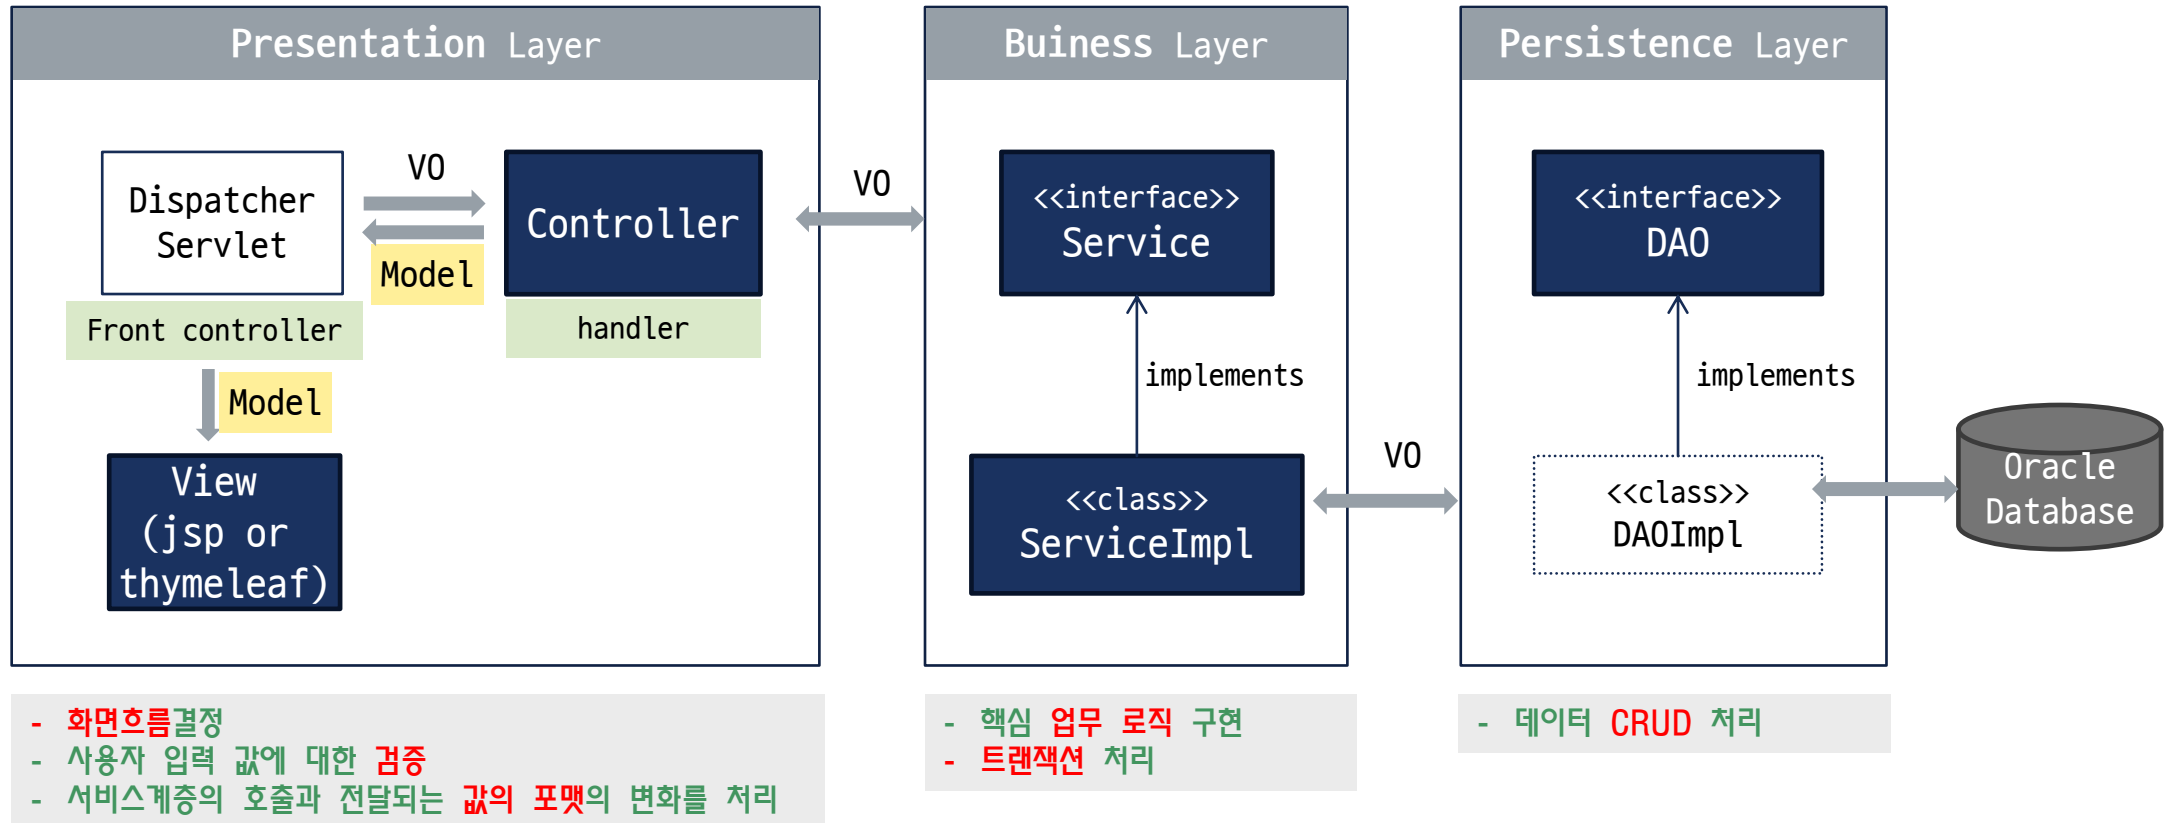 Presentation Layer
Dispatcher
Servlet
VO
Model
Controller
Front controller
handler
Model
View
(jsp or
thymeleaf)
- 화면흐름결정
- 사용자 입력 값에 대한 검증
- 서비스계층의 호출과 전달되는 값의 포맷의 변화를 처리
VO
Buiness Layer
<<interface>>
Service
implements
<<class>>
ServiceImpl
- 핵심 업무 로직 구현
- 트랜잭션 처리
VO
Persistence Layer
<<interface>>
DAO
implements
<<class>>
DAOImpl
- 데이터 CRUD 처리
Oracle
Database